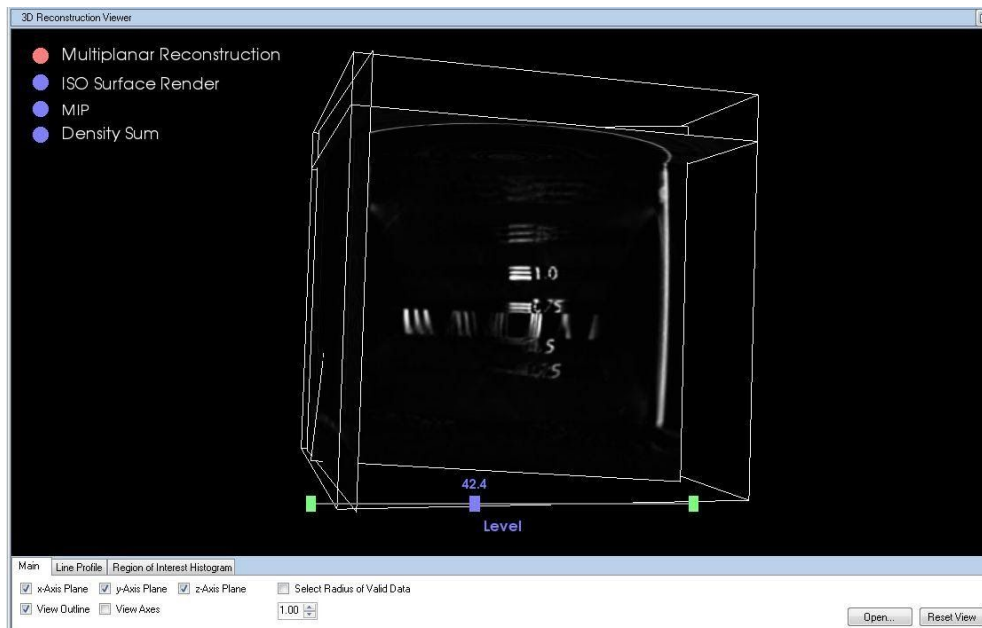 3D Reconstruction Viewer
Multiplanar Reconstruction
ISO Surface Render
MIP
Density Sum
1.0
.75
.5
42.4
Level
Main Line Profile Region of Interest Histogram
x-Axis Plane y-Axis Plane z-Axis Plane Select Radius of Valid Data
View Outline View Axes 1.00
Open... Reset View